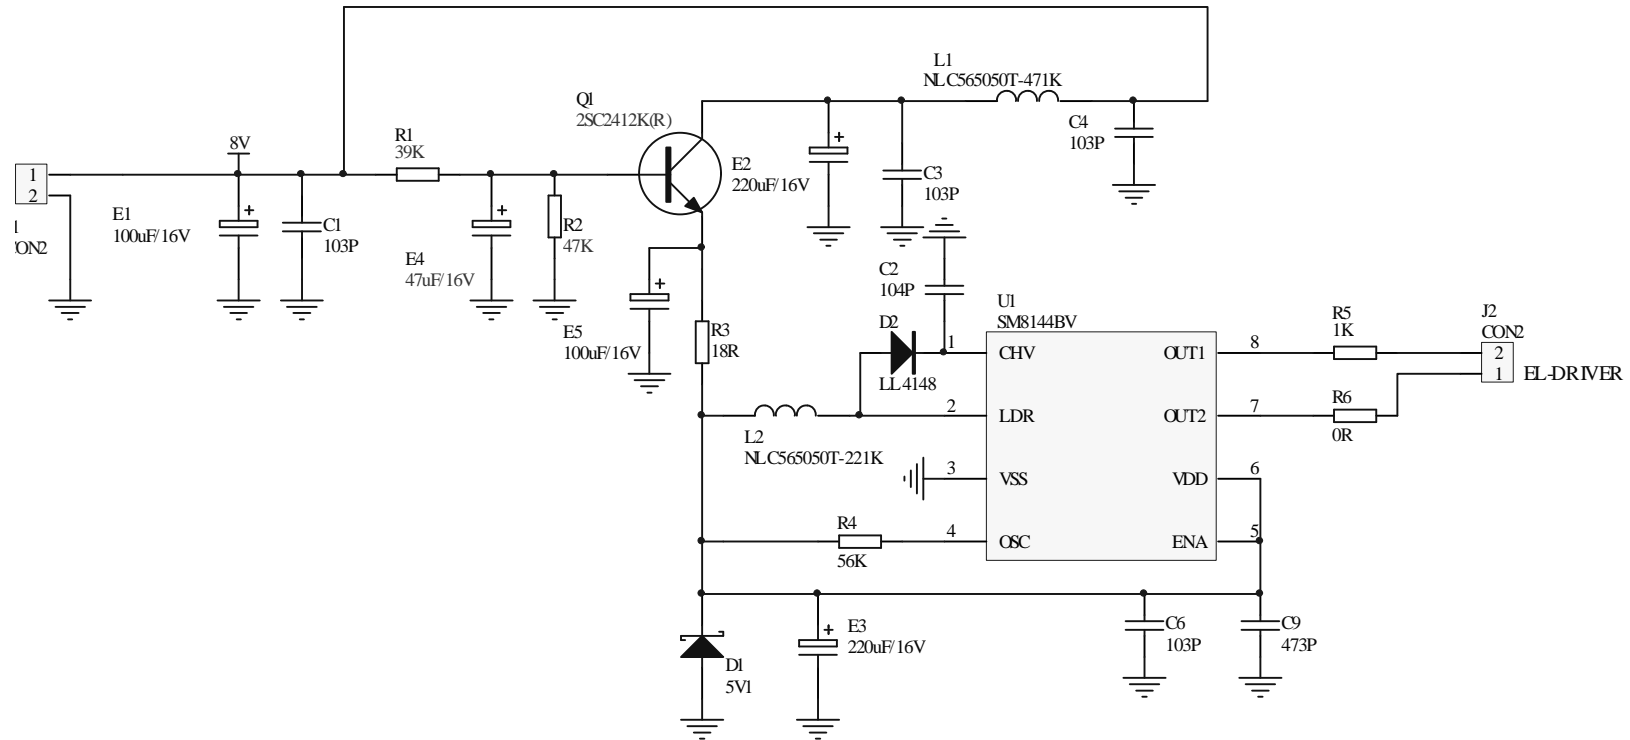 L1
NLC565050T-471K
Q1
2SC2412K(R)
C4
103P
8V
R1
39K
E2
220uF/16V
C3
103P
1
2
E1
100uF/16V
C1
103P
R2
47K
E4
47uF/16V
C2
104P
E5
100uF/16V
R3
18R
D2
LL4148
U1
SM8144BV
1
CHV
OUT1
8
2
LDR
OUT2
7
3
VSS
VDD
6
4
OSC
ENA
5
R5
1K
J2
CON2
2
1
EL-DRIVER
R6
0R
L2
NLC565050T-221K
R4
56K
E3
220uF/16V
C6
103P
C9
473P
D1
5V1